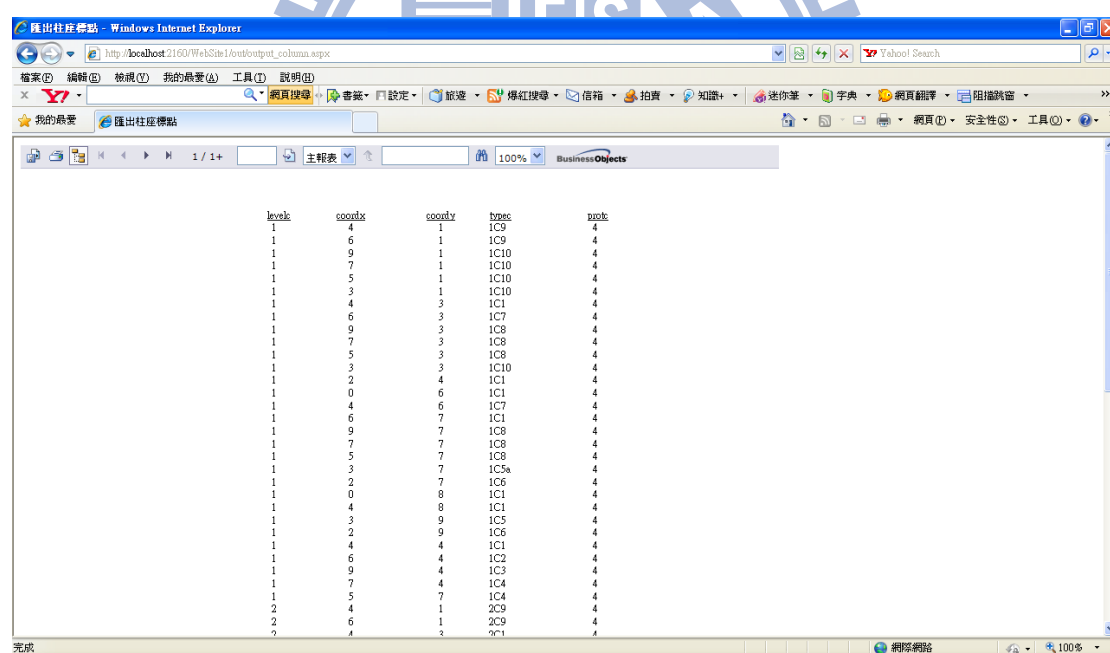 匯出柱座標點 - Windows Internet Explorer
http://localhost:2160/WebSite1/out/output_column.aspx
Yahoo! Search
檔案(F) 編輯(E) 檢視(V) 我的最愛(A) 工具(T) 說明(H)
x Y7! 網頁搜尋 書籤 設定 旅遊 爆紅搜尋 信箱 拍賣 知識+ 迷你筆 字典 網頁翻譯 阻擋跳窗 »
我的最愛 匯出柱座標點 網頁(P) 安全性(S) 工具(O)
1 / 1+ 主報表 100% BusinessObjects
levelc coordx coordy typec protc
1 4 1 1C9 4
1 6 1 1C9 4
1 9 1 1C10 4
1 7 1 1C10 4
1 5 1 1C10 4
1 3 1 1C10 4
1 4 3 1C1 4
1 6 3 1C7 4
1 9 3 1C8 4
1 7 3 1C8 4
1 5 3 1C8 4
1 3 3 1C10 4
1 2 4 1C1 4
1 0 6 1C1 4
1 4 6 1C7 4
1 6 7 1C1 4
1 9 7 1C8 4
1 7 7 1C8 4
1 5 7 1C8 4
1 3 7 1C5a 4
1 2 7 1C6 4
1 0 8 1C1 4
1 4 8 1C1 4
1 3 9 1C5 4
1 2 9 1C6 4
1 4 4 1C1 4
1 6 4 1C2 4
1 9 4 1C3 4
1 7 4 1C4 4
1 5 7 1C4 4
2 4 1 2C9 4
2 6 1 2C9 4
2 4 3 2C1 4
完成 網際網路 100%